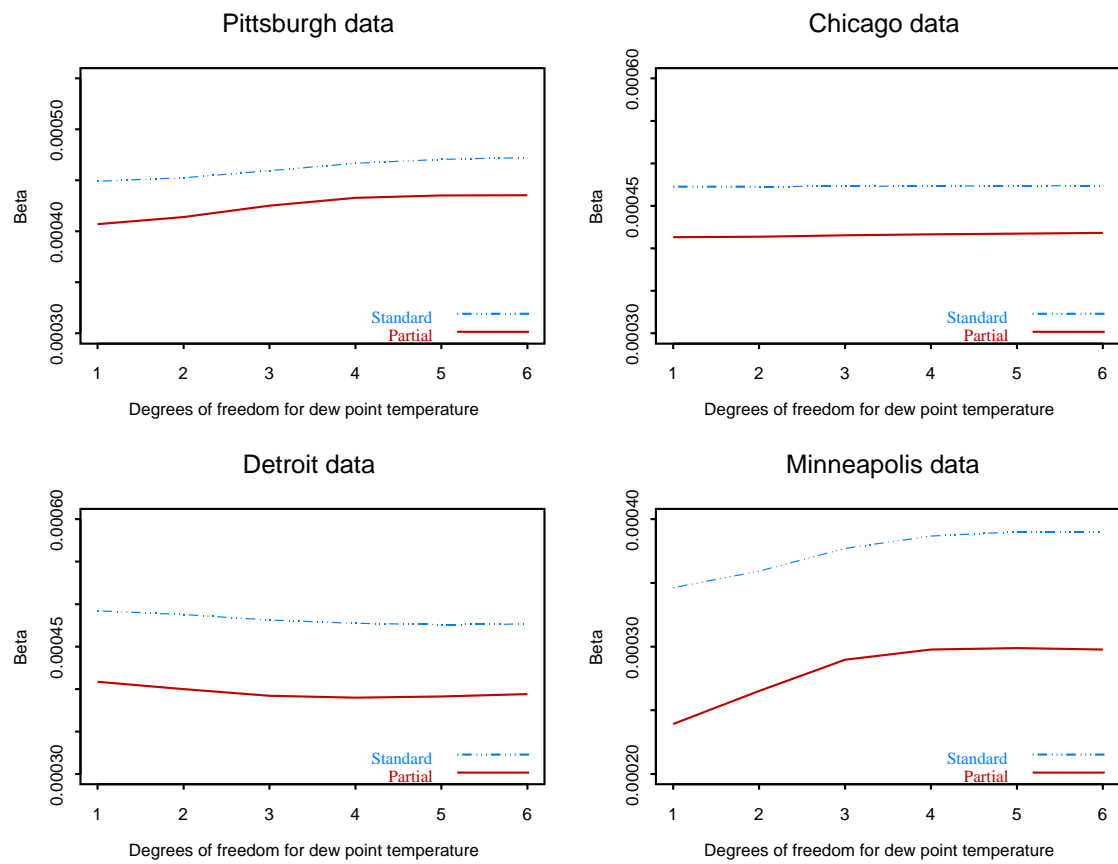 Pittsburgh data
Beta
0.00030 0.00040 0.00050
Standard
Partial
1 2 3 4 5 6
Degrees of freedom for dew point temperature
Chicago data
Beta
0.00030 0.00045 0.00060
Standard
Partial
1 2 3 4 5 6
Degrees of freedom for dew point temperature
Detroit data
Beta
0.00030 0.00045 0.00060
Standard
Partial
1 2 3 4 5 6
Degrees of freedom for dew point temperature
Minneapolis data
Beta
0.00020 0.00030 0.00040
Standard
Partial
1 2 3 4 5 6
Degrees of freedom for dew point temperature